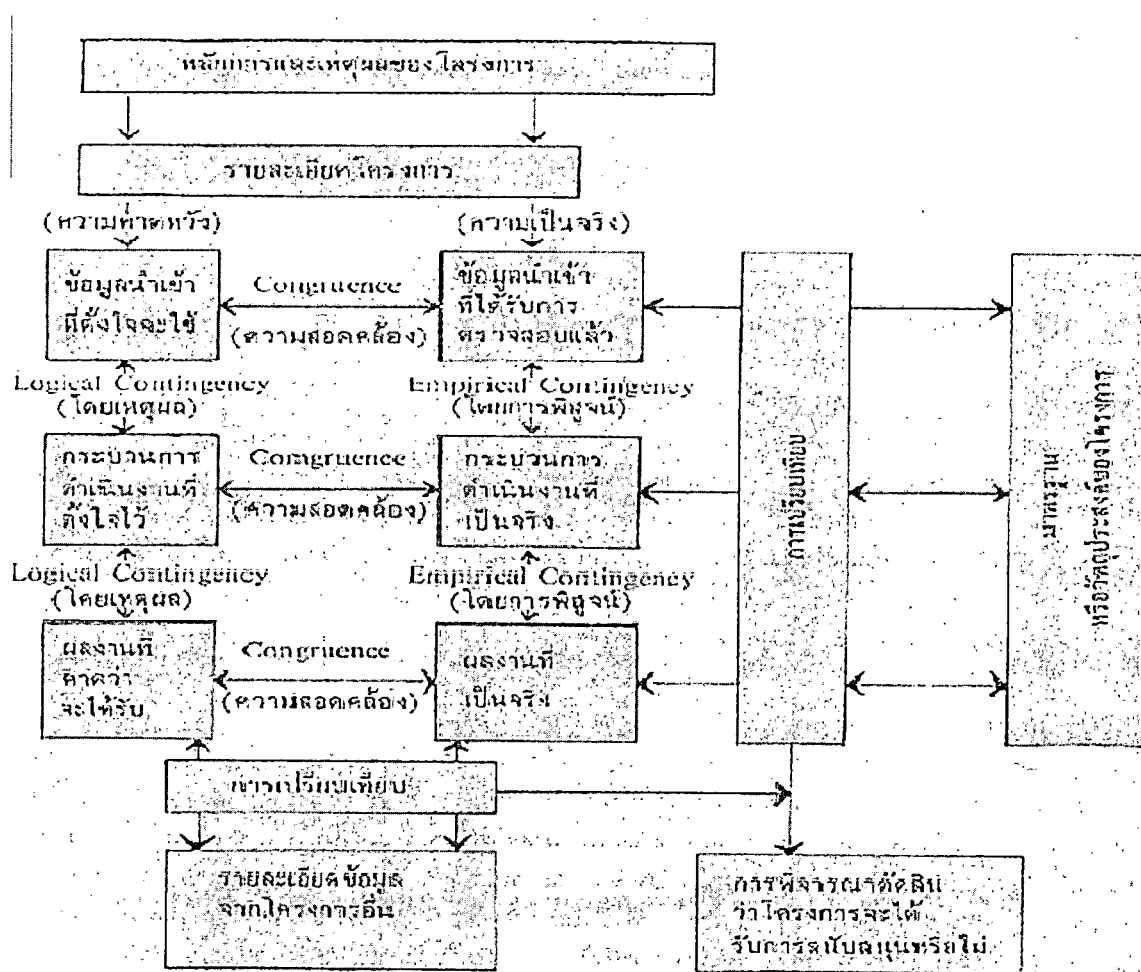 หลักการและเหตุผลของโครงการ
รายละเอียดโครงการ
(ความคาดหวัง)
(ความเป็นจริง)
ข้อมูลนำเข้า
ที่ตั้งใจจะใช้
Congruence
(ความสอดคล้อง)
ข้อมูลนำเข้า
ที่ได้รับการ
ตรวจสอบแล้ว
Logical Contingency
(โดยเหตุผล)
Empirical Contingency
(โดยการพิสูจน์)
กระบวนการ
ดำเนินงานที่
ตั้งใจไว้
Comgruence
(ความสอดคล้อง)
กระบวนการ
ดำเนินงานที่
เป็นจริง
Logical Contingency
(โดยเหตุผล)
Empirical Contingency
(โดยการพิสูจน์)
ผลงานที่
คาดว่า
จะได้รับ
Congruence
(ความสอดคล้อง)
ผลงานที่
เป็นจริง
การเปรียบเทียบ
มาตรฐาน
หรือวัตถุประสงค์ของโครงการ
การเปรียบเทียบ
รายละเอียดข้อมูล
จากโครงการอื่น
การพิจารณาตัดสิน
ว่าโครงการจะได้
รับการสนับสนุนหรือไม่